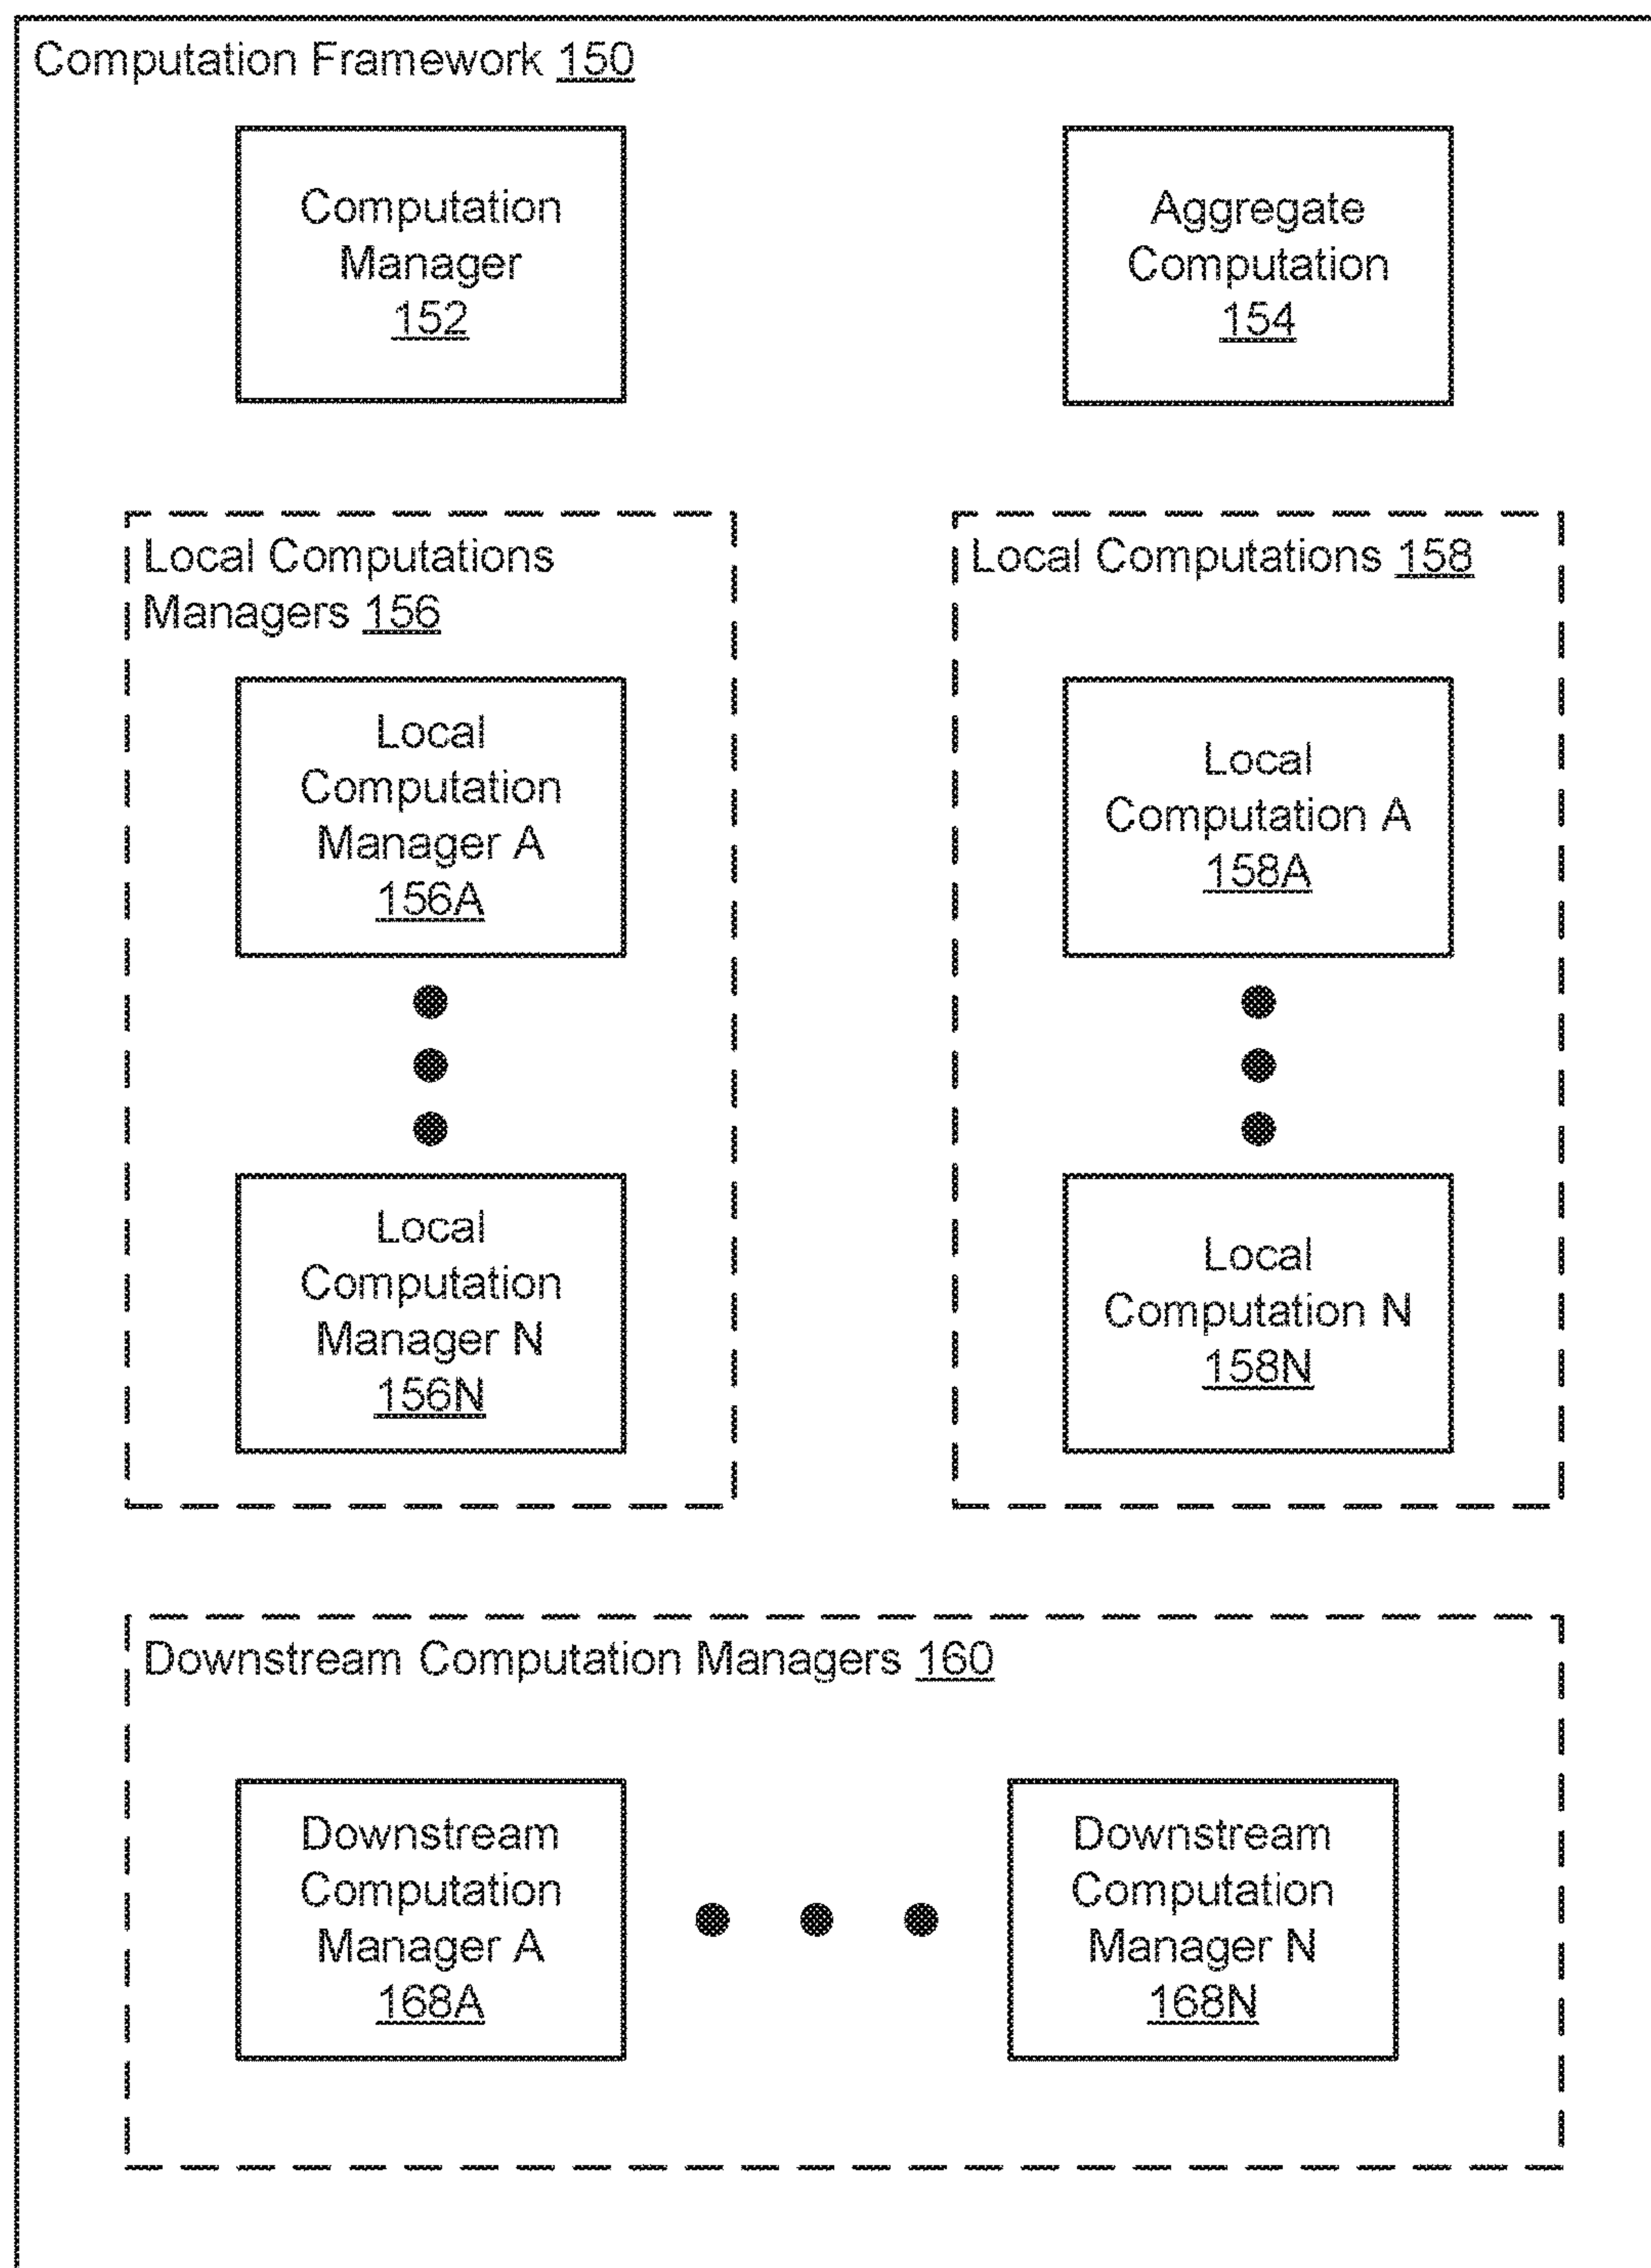 Computation Framework 150
Computation
Manager
152
Aggregate
Computation
154
Local Computations
Managers 156
Local
Computation
Manager A
156A
Local
Computation
Manager N
156N
Local Computations 158
Local
Computation A
158A
Local
Computation N
158N
Downstream Computation Managers 160
Downstream
Computation
Manager A
168A
Downstream
Computation
Manager N
168N